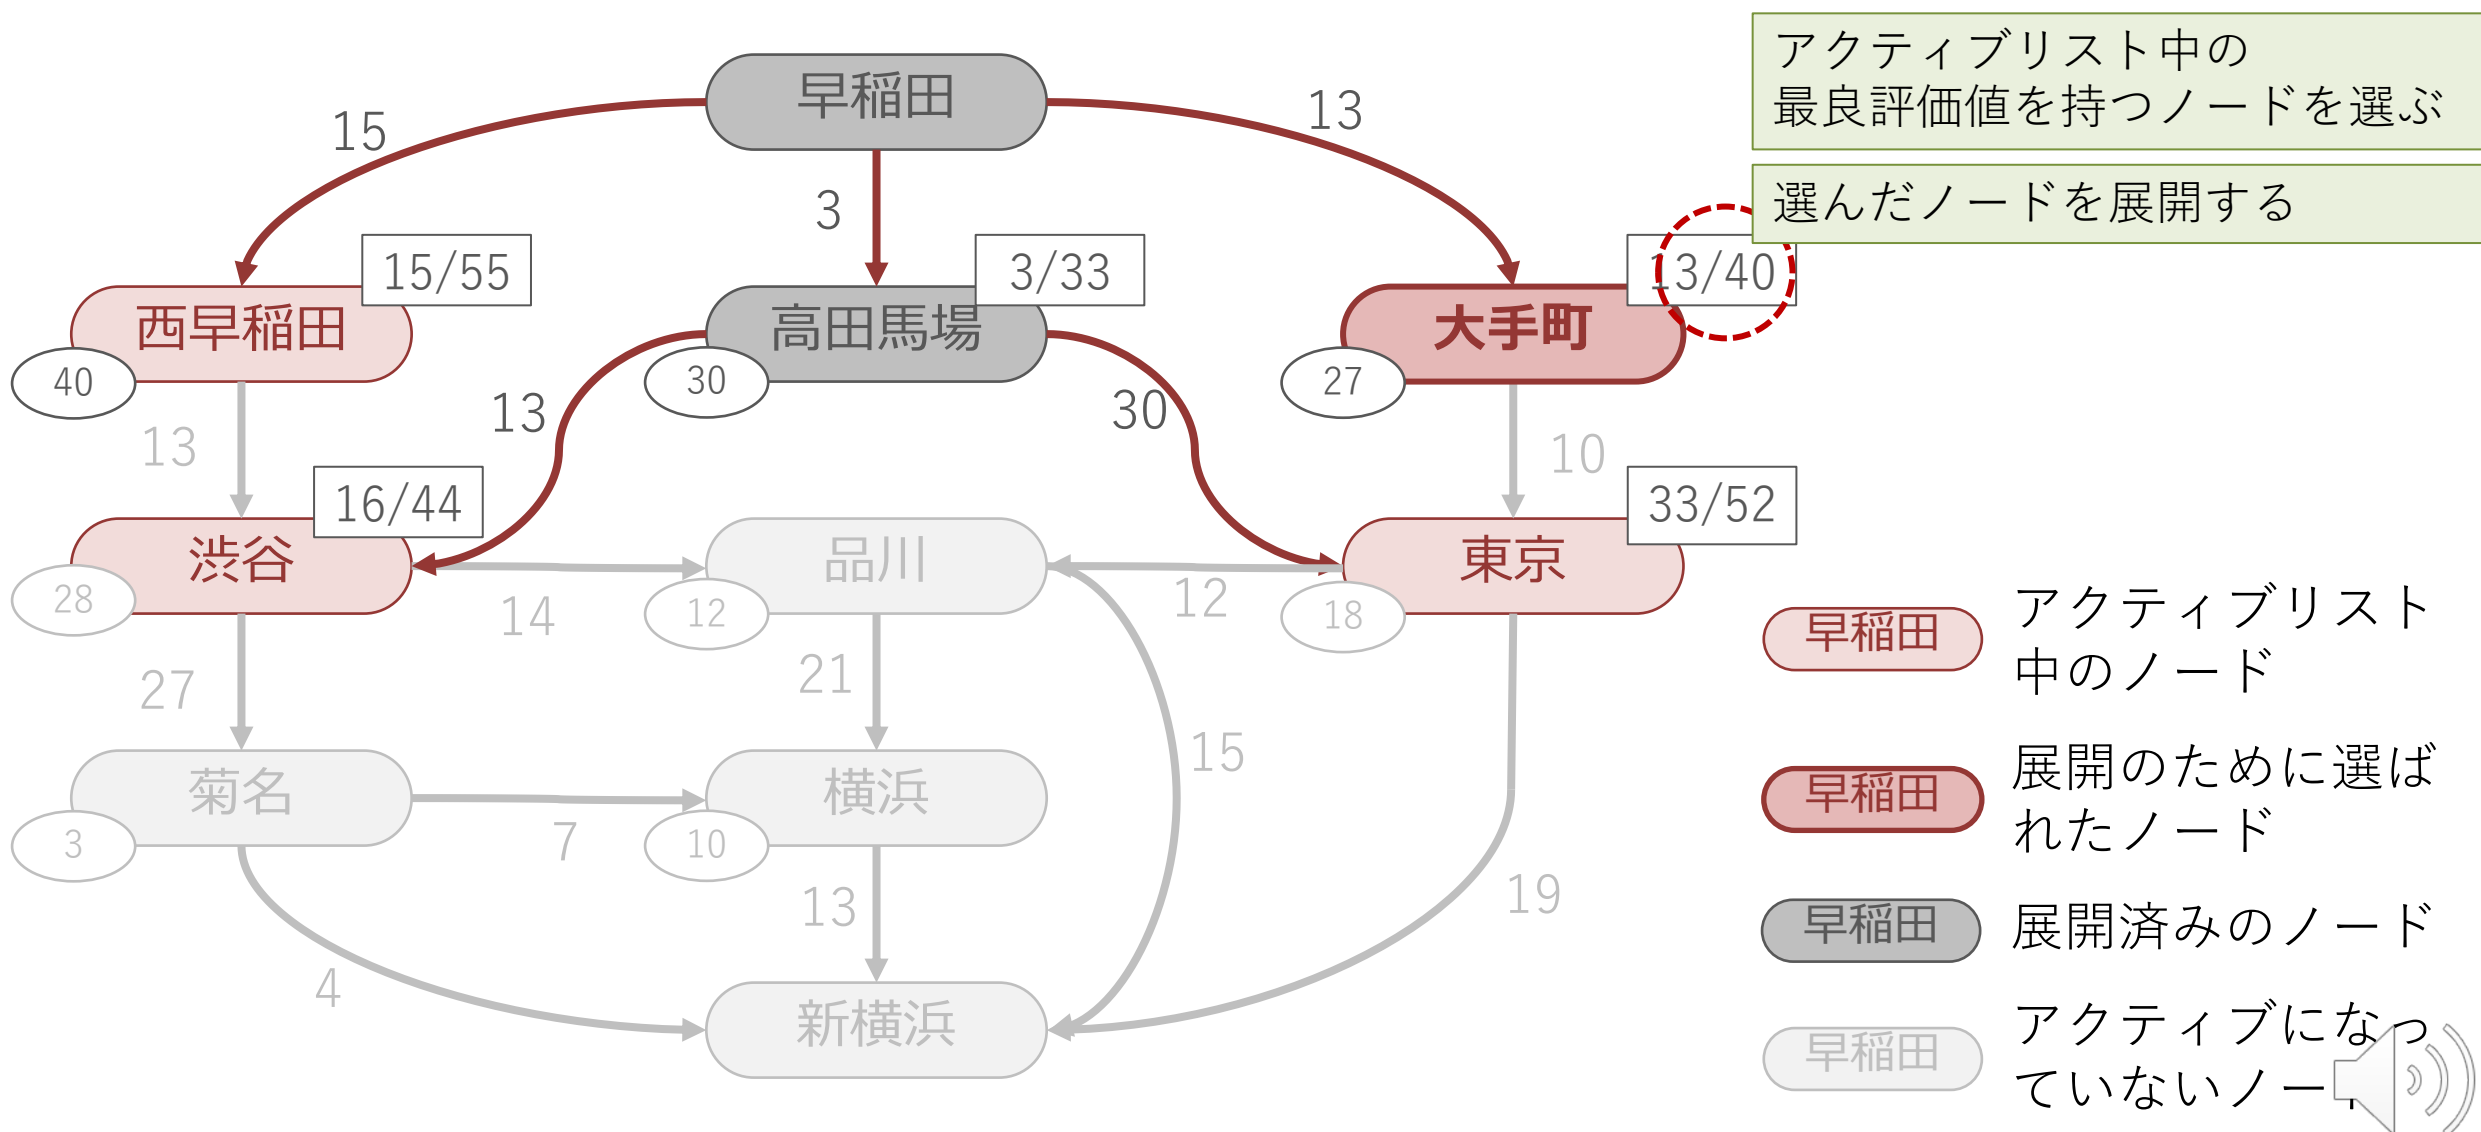 アクティブリスト中の
最良評価値を持つノードを選ぶ
選んだノードを展開する
早稲田
15
3
13
15/55
3/33
13/40
西早稲田
高田馬場
大手町
40
30
27
13
13
30
10
16/44
33/52
渋谷
品川
東京
28
12
18
14
12
27
21
15
菊名
横浜
3
10
7
13
19
4
新横浜
早稲田
アクティブリスト
中のノード
早稲田
展開のために選ば
れたノード
早稲田
展開済みのノード
早稲田
アクティブになっ
ていないノー